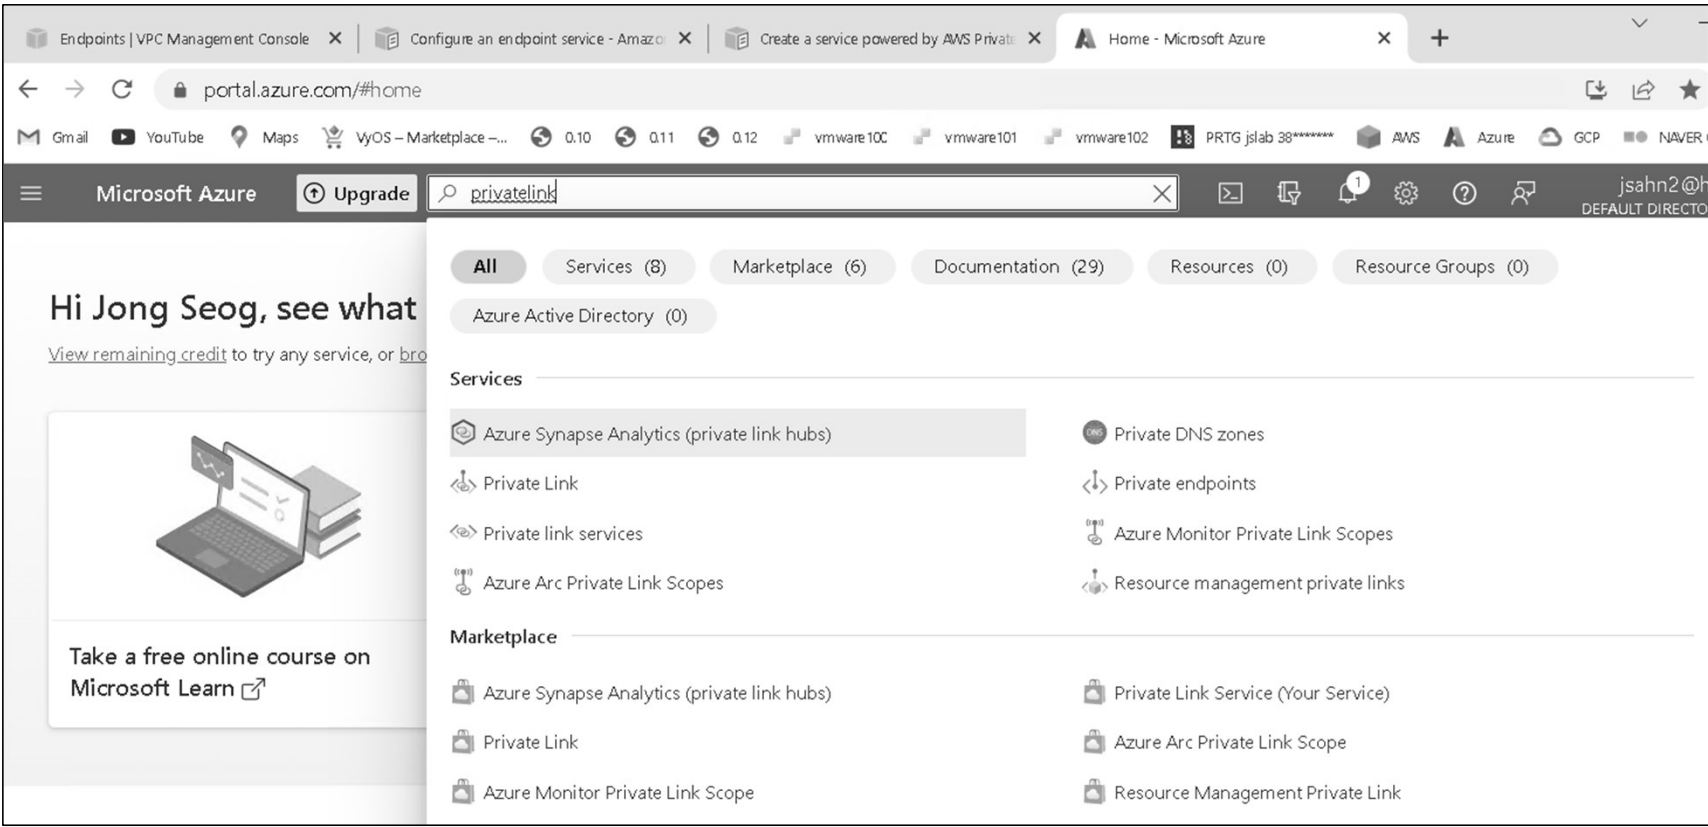 Endpoints | VPC Management Console
Configure an endpoint service - Amazo
Create a service powered by AWS Private
Home - Microsoft Azure
portal.azure.com/#home
Gmail YouTube Maps VyOS – Marketplace –... 0.10 0.11 0.12 vmware100 vmware101 vmware102 PRTG jslab 38******* AWS Azure GCP NAVER
Microsoft Azure Upgrade privatelink 1 jsahn2@h
DEFAULT DIRECTO
All Services (8) Marketplace (6) Documentation (29) Resources (0) Resource Groups (0)
Azure Active Directory (0)
Hi Jong Seog, see what
View remaining credit to try any service, or bro
Take a free online course on
Microsoft Learn
Services
Azure Synapse Analytics (private link hubs) DNS Private DNS zones
Private Link Private endpoints
Private link services Azure Monitor Private Link Scopes
Azure Arc Private Link Scopes Resource management private links
Marketplace
Azure Synapse Analytics (private link hubs) Private Link Service (Your Service)
Private Link Azure Arc Private Link Scope
Azure Monitor Private Link Scope Resource Management Private Link